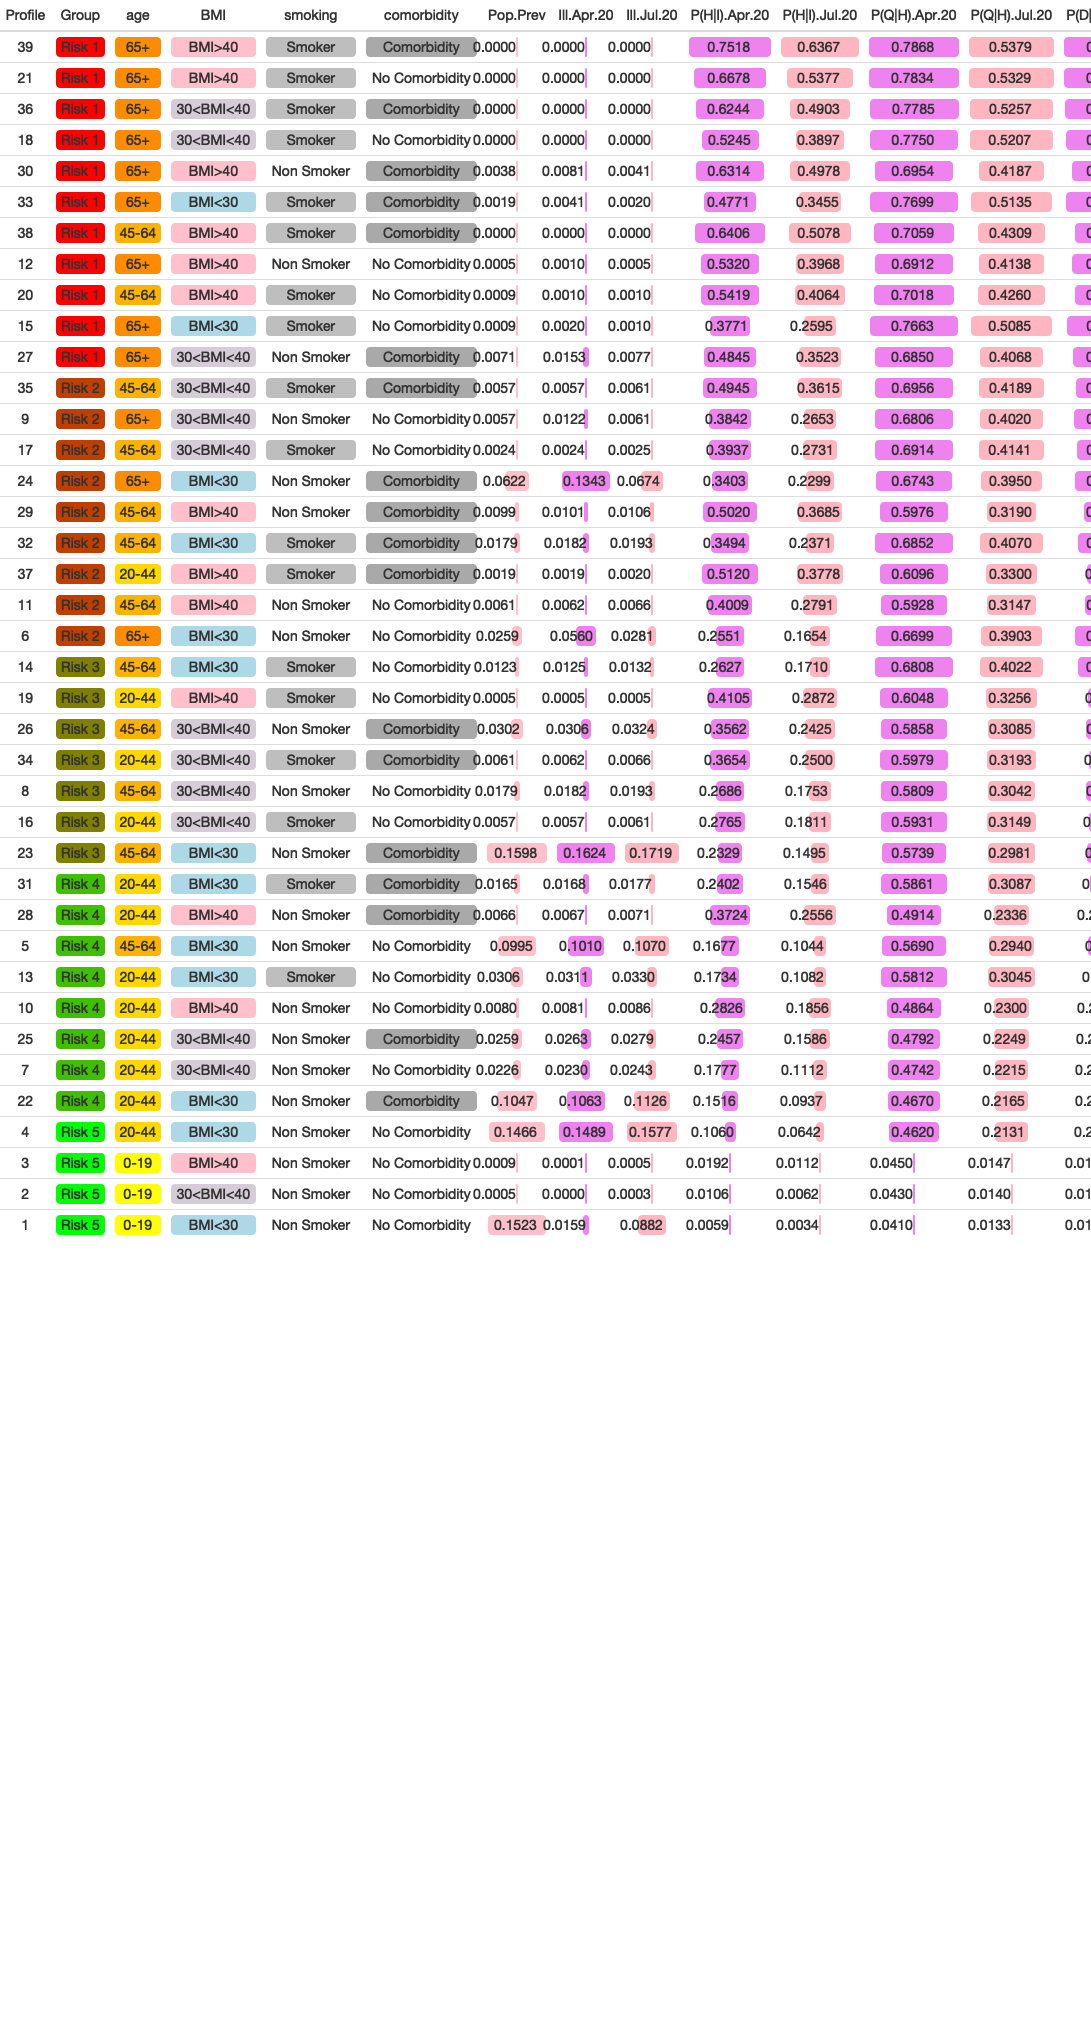 Profile Group age BMI smoking comorbidity Pop.Prev Ill.Apr.20 Ill.Jul.20 P(H|I).Apr.20 P(H|I).Jul.20 P(Q|H).Apr.20 P(Q|H).Jul.20 P(D|
39 Risk 1 65+ BMI>40 Smoker Comorbidity 0.0000 0.0000 0.0000 0.7518 0.6367 0.7868 0.5379
21 Risk 1 65+ BMI>40 Smoker No Comorbidity 0.0000 0.0000 0.0000 0.6678 0.5377 0.7834 0.5329
36 Risk 1 65+ 30<BMI<40 Smoker Comorbidity 0.0000 0.0000 0.0000 0.6244 0.4903 0.7785 0.5257
18 Risk 1 65+ 30<BMI<40 Smoker No Comorbidity 0.0000 0.0000 0.0000 0.5245 0.3897 0.7750 0.5207
30 Risk 1 65+ BMI>40 Non Smoker Comorbidity 0.0038 0.0081 0.0041 0.6314 0.4978 0.6954 0.4187
33 Risk 1 65+ BMI<30 Smoker Comorbidity 0.0019 0.0041 0.0020 0.4771 0.3455 0.7699 0.5135
38 Risk 1 45-64 BMI>40 Smoker Comorbidity 0.0000 0.0000 0.0000 0.6406 0.5078 0.7059 0.4309
12 Risk 1 65+ BMI>40 Non Smoker No Comorbidity 0.0005 0.0010 0.0005 0.5320 0.3968 0.6912 0.4138
20 Risk 1 45-64 BMI>40 Smoker No Comorbidity 0.0009 0.0010 0.0010 0.5419 0.4064 0.7018 0.4260
15 Risk 1 65+ BMI<30 Smoker No Comorbidity 0.0009 0.0020 0.0010 0.3771 0.2595 0.7663 0.5085
27 Risk 1 65+ 30<BMI<40 Non Smoker Comorbidity 0.0071 0.0153 0.0077 0.4845 0.3523 0.6850 0.4068
35 Risk 2 45-64 30<BMI<40 Smoker Comorbidity 0.0057 0.0057 0.0061 0.4945 0.3615 0.6956 0.4189
9 Risk 2 65+ 30<BMI<40 Non Smoker No Comorbidity 0.0057 0.0122 0.0061 0.3842 0.2653 0.6806 0.4020
17 Risk 2 45-64 30<BMI<40 Smoker No Comorbidity 0.0024 0.0024 0.0025 0.3937 0.2731 0.6914 0.4141
24 Risk 2 65+ BMI<30 Non Smoker Comorbidity 0.0622 0.1343 0.0674 0.3403 0.2299 0.6743 0.3950
29 Risk 2 45-64 BMI>40 Non Smoker Comorbidity 0.0099 0.0101 0.0106 0.5020 0.3685 0.5976 0.3190
32 Risk 2 45-64 BMI<30 Smoker Comorbidity 0.0179 0.0182 0.0193 0.3494 0.2371 0.6852 0.4070
37 Risk 2 20-44 BMI>40 Smoker Comorbidity 0.0019 0.0019 0.0020 0.5120 0.3778 0.6096 0.3300
11 Risk 2 45-64 BMI>40 Non Smoker No Comorbidity 0.0061 0.0062 0.0066 0.4009 0.2791 0.5928 0.3147
6 Risk 2 65+ BMI<30 Non Smoker No Comorbidity 0.0259 0.0560 0.0281 0.2551 0.1654 0.6699 0.3903
14 Risk 3 45-64 BMI<30 Smoker No Comorbidity 0.0123 0.0125 0.0132 0.2627 0.1710 0.6808 0.4022
19 Risk 3 20-44 BMI>40 Smoker No Comorbidity 0.0005 0.0005 0.0005 0.4105 0.2872 0.6048 0.3256
26 Risk 3 45-64 30<BMI<40 Non Smoker Comorbidity 0.0302 0.0306 0.0324 0.3562 0.2425 0.5858 0.3085
34 Risk 3 20-44 30<BMI<40 Smoker Comorbidity 0.0061 0.0062 0.0066 0.3654 0.2500 0.5979 0.3193 0
8 Risk 3 45-64 30<BMI<40 Non Smoker No Comorbidity 0.0179 0.0182 0.0193 0.2686 0.1753 0.5809 0.3042
16 Risk 3 20-44 30<BMI<40 Smoker No Comorbidity 0.0057 0.0057 0.0061 0.2765 0.1811 0.5931 0.3149 0
23 Risk 3 45-64 BMI<30 Non Smoker Comorbidity 0.1598 0.1624 0.1719 0.2329 0.1495 0.5739 0.2981
31 Risk 4 20-44 BMI<30 Smoker Comorbidity 0.0165 0.0168 0.0177 0.2402 0.1546 0.5861 0.3087 0
28 Risk 4 20-44 BMI>40 Non Smoker Comorbidity 0.0066 0.0067 0.0071 0.3724 0.2556 0.4914 0.2336 0.2
5 Risk 4 45-64 BMI<30 Non Smoker No Comorbidity 0.0995 0.1010 0.1070 0.1677 0.1044 0.5690 0.2940
13 Risk 4 20-44 BMI<30 Smoker No Comorbidity 0.0306 0.0311 0.0330 0.1734 0.1082 0.5812 0.3045 0
10 Risk 4 20-44 BMI>40 Non Smoker No Comorbidity 0.0080 0.0081 0.0086 0.2826 0.1856 0.4864 0.2300 0.2
25 Risk 4 20-44 30<BMI<40 Non Smoker Comorbidity 0.0259 0.0263 0.0279 0.2457 0.1586 0.4792 0.2249 0.2
7 Risk 4 20-44 30<BMI<40 Non Smoker No Comorbidity 0.0226 0.0230 0.0243 0.1777 0.1112 0.4742 0.2215 0.2
22 Risk 4 20-44 BMI<30 Non Smoker Comorbidity 0.1047 0.1063 0.1126 0.1516 0.0937 0.4670 0.2165 0.2
4 Risk 5 20-44 BMI<30 Non Smoker No Comorbidity 0.1466 0.1489 0.1577 0.1060 0.0642 0.4620 0.2131 0.2
3 Risk 5 0-19 BMI>40 Non Smoker No Comorbidity 0.0009 0.0001 0.0005 0.0192 0.0112 0.0450 0.0147 0.01
2 Risk 5 0-19 30<BMI<40 Non Smoker No Comorbidity 0.0005 0.0000 0.0003 0.0106 0.0062 0.0430 0.0140 0.01
1 Risk 5 0-19 BMI<30 Non Smoker No Comorbidity 0.1523 0.0159 0.0882 0.0059 0.0034 0.0410 0.0133 0.01